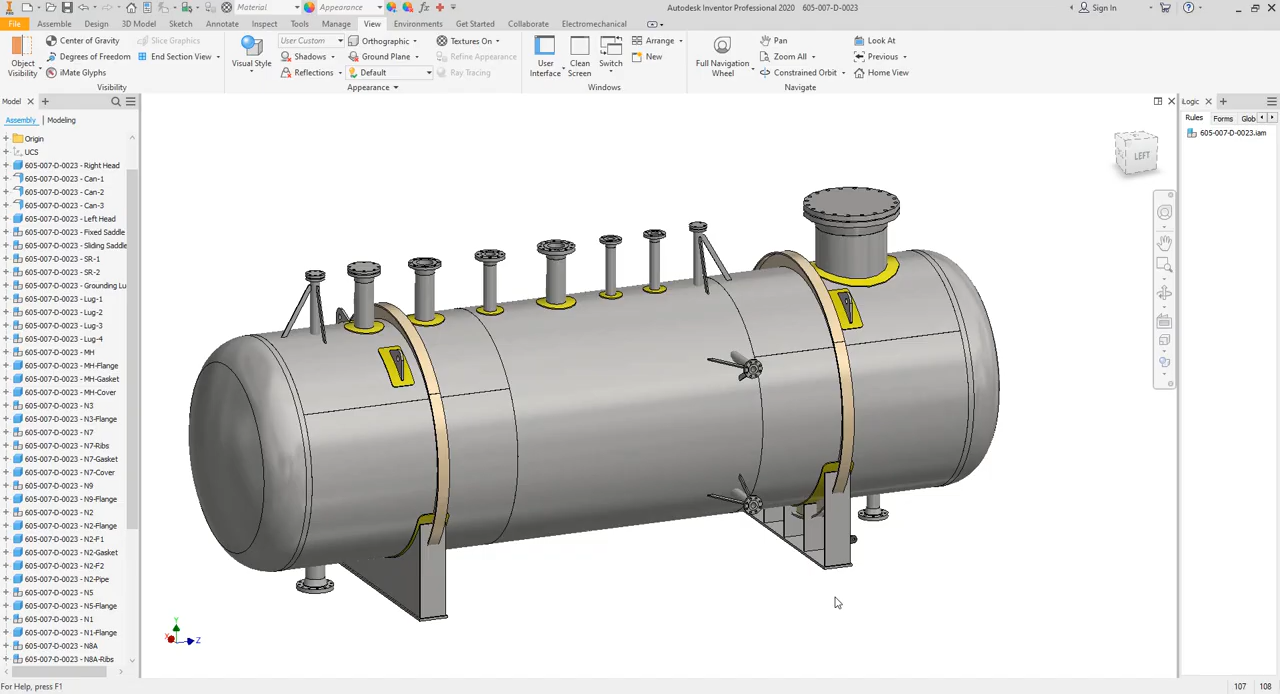 Material
Appearance
Autodesk Inventor Professional 2020 605-007-D-0023
Sign In
File Assembly Design 3D Model Sketch Annotate Inspect Tools Manage View Environments Get Started Collaborate Electromechanical
Object Visibility
Center of Gravity
Degrees of Freedom
iMate Glyphs
Slice Graphics
End Section View
Visibility
Visual Style
User Custom
Shadows
Reflections
Orthographic
Ground Plane
Default
Textures On
Refine Appearance
Ray Tracing
Appearance
User Interface
Clean Screen
Switch
Arrange
New
Windows
Full Navigation Wheel
Pan
Zoom All
Constrained Orbit
Look At
Previous
Home View
Navigate
Model
Assembly Modeling
Origin
UCS
605-007-D-0023 - Right Head
605-007-D-0023 - Can-1
605-007-D-0023 - Can-2
605-007-D-0023 - Can-3
605-007-D-0023 - Left Head
605-007-D-0023 - Fixed Saddle
605-007-D-0023 - Sliding Saddle
605-007-D-0023 - SR-1
605-007-D-0023 - SR-2
605-007-D-0023 - Grounding Lu
605-007-D-0023 - Lug-1
605-007-D-0023 - Lug-2
605-007-D-0023 - Lug-3
605-007-D-0023 - Lug-4
605-007-D-0023 - MH
605-007-D-0023 - MH-Flange
605-007-D-0023 - MH-Gasket
605-007-D-0023 - MH-Cover
605-007-D-0023 - N3
605-007-D-0023 - N3-Flange
605-007-D-0023 - N7
605-007-D-0023 - N7-Ribs
605-007-D-0023 - N7-Gasket
605-007-D-0023 - N7-Cover
605-007-D-0023 - N9
605-007-D-0023 - N9-Flange
605-007-D-0023 - N2
605-007-D-0023 - N2-Flange
605-007-D-0023 - N2-F1
605-007-D-0023 - N2-Gasket
605-007-D-0023 - N2-F2
605-007-D-0023 - N2-Pipe
605-007-D-0023 - N5
605-007-D-0023 - N5-Flange
605-007-D-0023 - N1
605-007-D-0023 - N1-Flange
605-007-D-0023 - N8A
605-007-D-0023 - N8A-Ribs
LEFT
Y
X
Z
iLogic
Rules Forms Glob
605-007-D-0023.iam
For Help, press F1
107 108